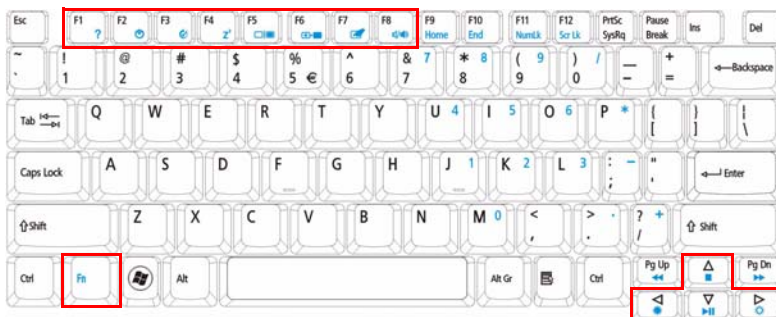 Esc F1 ? F2 F3 F4 zz F5 F6 F7 F8 F9 Home F10 End F11 NumLk F12 Scr Lk PrtSc SysRq Pause Break Ins Del
~ ` ! 1 @ 2 # 3 $ 4 % 5 € ^ 6 & 7 7 * 8 8 ( 9 9 ) 0 / _ - + = Backspace
Tab Q W E R T Y U 4 I 5 O 6 P * { [ } ] | \
Caps Lock A S D F G H J 1 K 2 L 3 : ; - " ' Enter
Shift Z X C V B N M 0 < , > . . ? / + Shift
Ctrl Fn Alt Alt Gr Ctrl Pg Up Pg Dn